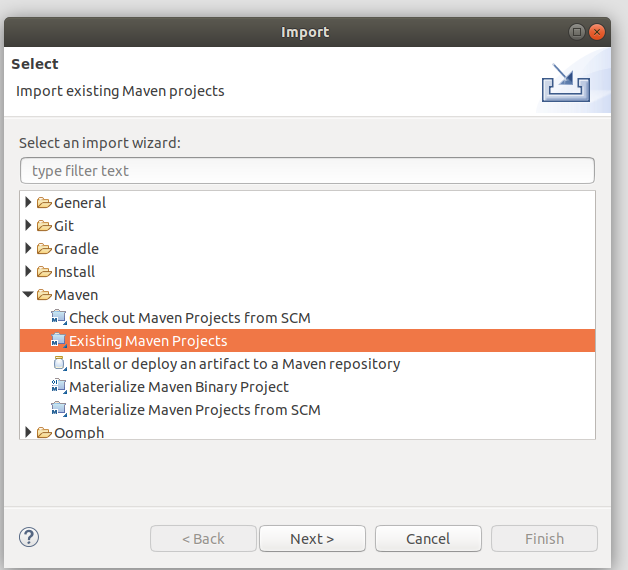 Import
Select
Import existing Maven projects
Select an import wizard:
type filter text
General
Git
Gradle
Install
Maven
Check out Maven Projects from SCM
Existing Maven Projects
Install or deploy an artifact to a Maven repository
Materialize Maven Binary Project
Materialize Maven Projects from SCM
Oomph
? < Back Next > Cancel Finish